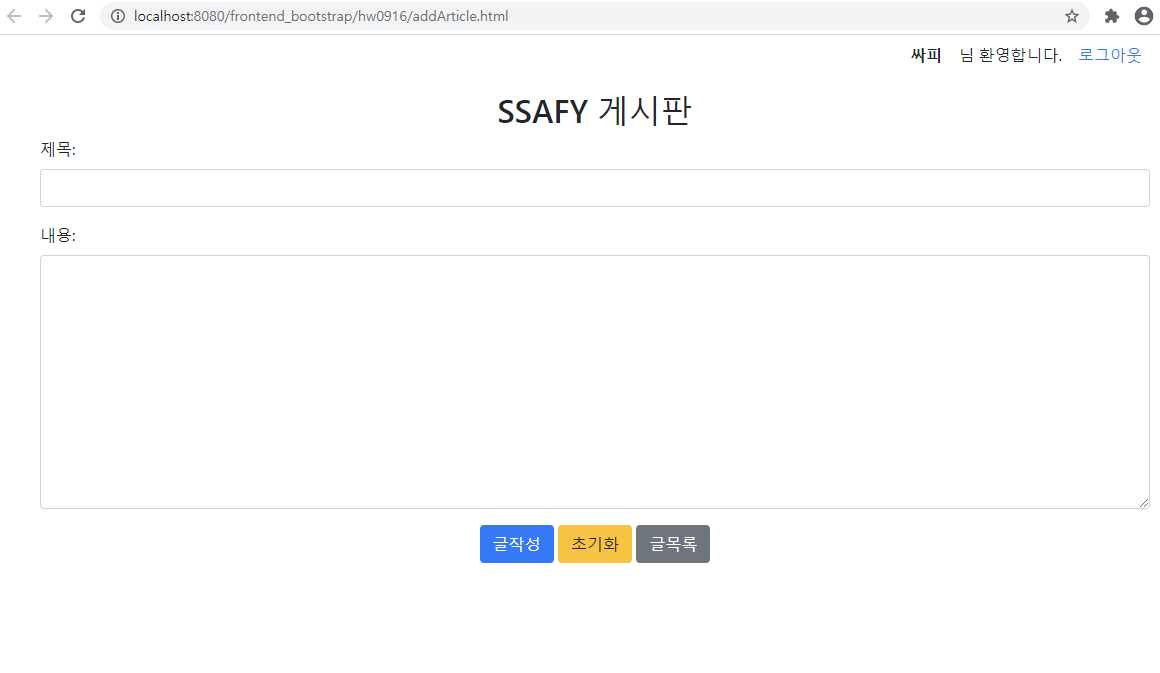 localhost:8080/frontend_bootstrap/hw0916/addArticle.html
싸피 님 환영합니다. 로그아웃
SSAFY 게시판
제목:
내용:
글작성 초기화 글목록